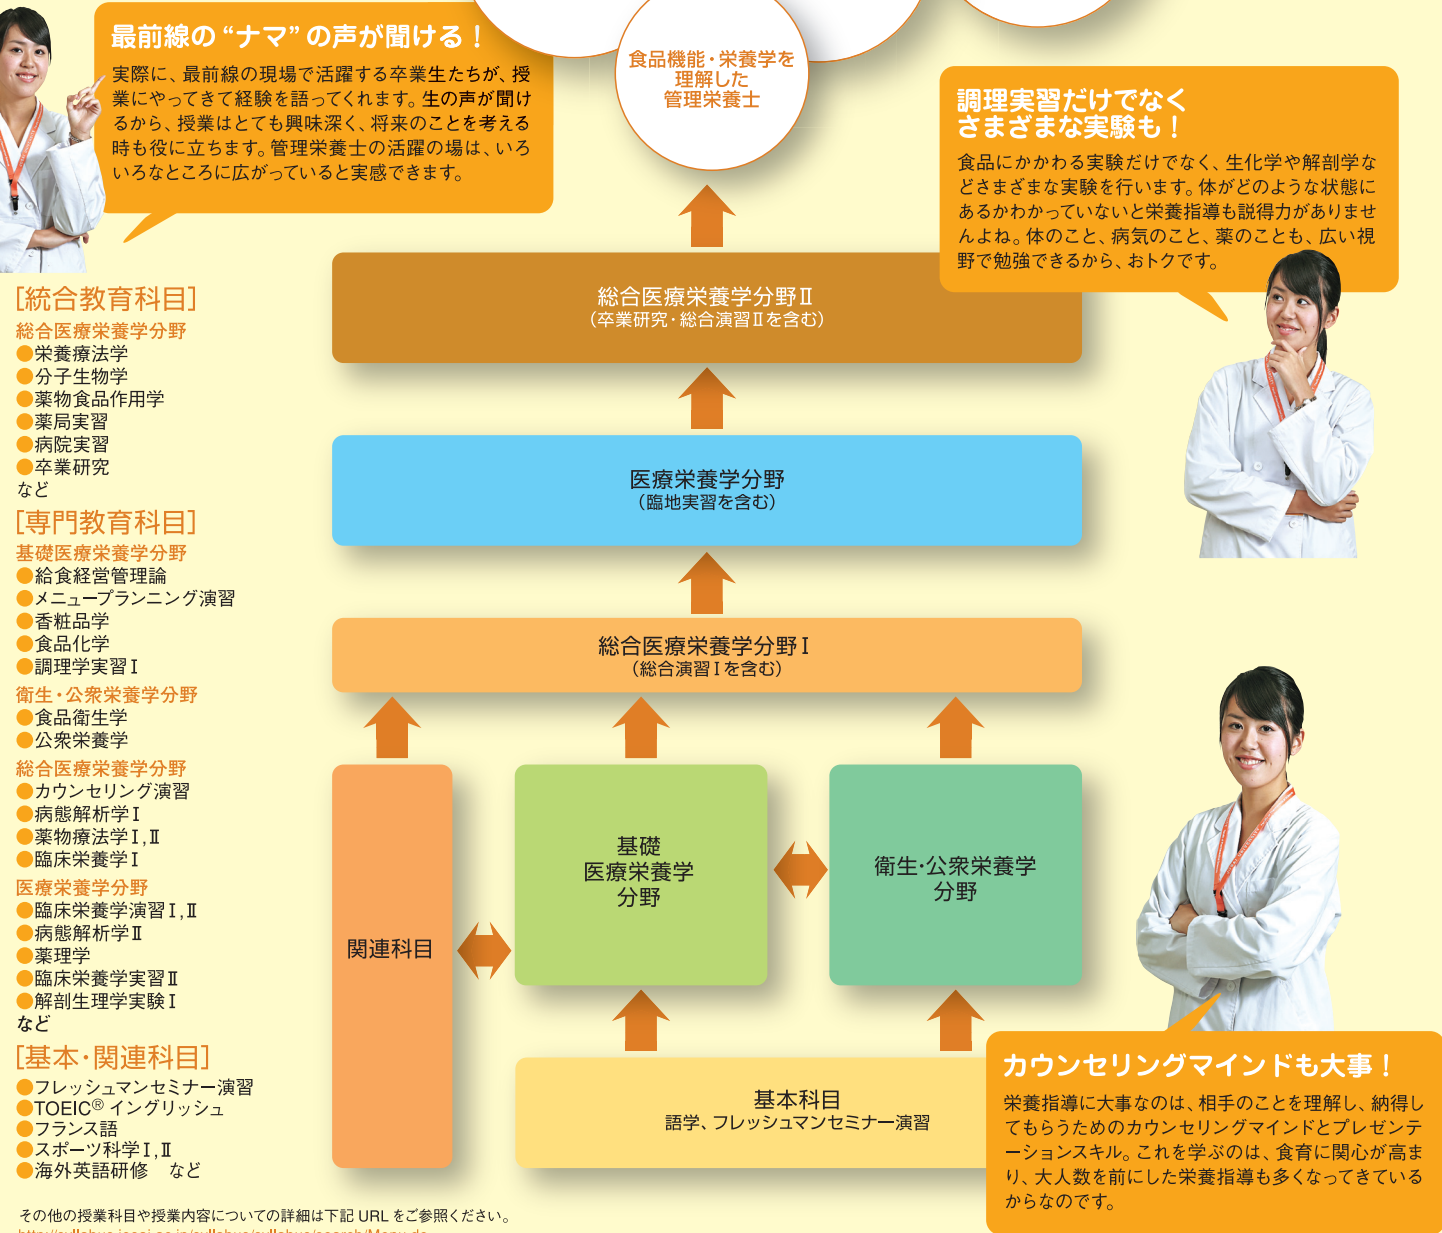 最前線の“ナマ”の声が聞ける！
実際に、最前線の現場で活躍する卒業生たちが、授
業にやってきて経験を語ってくれます。生の声が聞け
るから、授業はとても興味深く、将来のことを考える
時も役に立ちます。管理栄養士の活躍の場は、いろ
いろなところに広がっていると実感できます。
食品機能・栄養学を
理解した
管理栄養士
調理実習だけでなく
さまざまな実験も！
食品にかかわる実験だけでなく、生化学や解剖学な
どさまざまな実験を行います。体がどのような状態に
あるかわかっていないと栄養指導も説得力がありませ
んよね。体のこと、病気のこと、薬のことも、広い視
野で勉強できるから、おトクです。
[統合教育科目]
総合医療栄養学分野
●栄養療法学
●分子生物学
●薬物食品作用学
●薬局実習
●病院実習
●卒業研究
など
[専門教育科目]
基礎医療栄養学分野
●給食経営管理論
●メニュープランニング演習
●香粧品学
●食品化学
●調理学実習Ⅰ
衛生・公衆栄養学分野
●食品衛生学
●公衆栄養学
総合医療栄養学分野
●カウンセリング演習
●病態解析学Ⅰ
●薬物療法学Ⅰ,Ⅱ
●臨床栄養学Ⅰ
医療栄養学分野
●臨床栄養学演習Ⅰ,Ⅱ
●病態解析学Ⅱ
●薬理学
●臨床栄養学実習Ⅱ
●解剖生理学実験Ⅰ
など
[基本・関連科目]
●フレッシュマンセミナー演習
●TOEIC® イングリッシュ
●フランス語
●スポーツ科学Ⅰ,Ⅱ
●海外英語研修　など
その他の授業科目や授業内容についての詳細は下記 URL をご参照ください。
総合医療栄養学分野Ⅱ
（卒業研究・総合演習Ⅱを含む）
医療栄養学分野
（臨地実習を含む）
総合医療栄養学分野Ⅰ
（総合演習Ⅰを含む）
関連科目
基礎
医療栄養学
分野
衛生・公衆栄養学
分野
基本科目
語学、フレッシュマンセミナー演習
カウンセリングマインドも大事！
栄養指導に大事なのは、相手のことを理解し、納得し
てもらうためのカウンセリングマインドとプレゼンテ
ーションスキル。これを学ぶのは、食育に関心が高ま
り、大人数を前にした栄養指導も多くなってきている
からなのです。